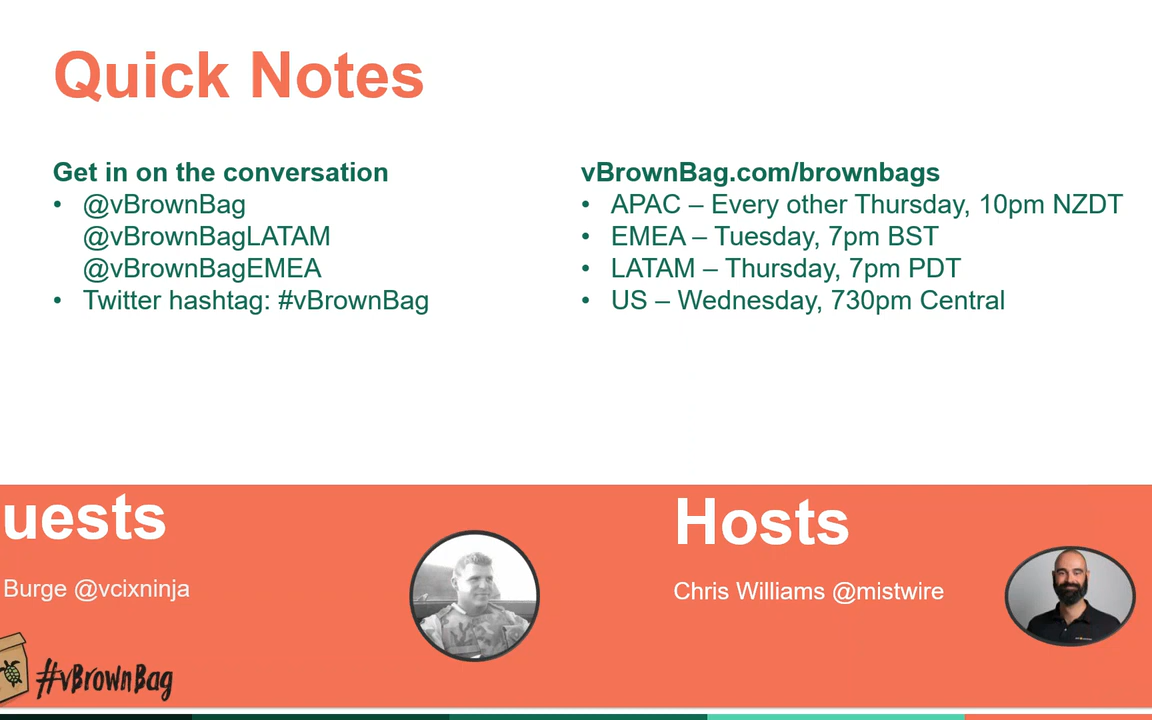 Quick Notes
Get in on the conversation
• @vBrownBag
@vBrownBagLATAM
@vBrownBagEMEA
• Twitter hashtag: #vBrownBag
vBrownBag.com/brownbags
• APAC – Every other Thursday, 10pm NZDT
• EMEA – Tuesday, 7pm BST
• LATAM – Thursday, 7pm PDT
• US – Wednesday, 730pm Central
uests
Burge @vcixninja
#vBrownBag
Hosts
Chris Williams @mistwire